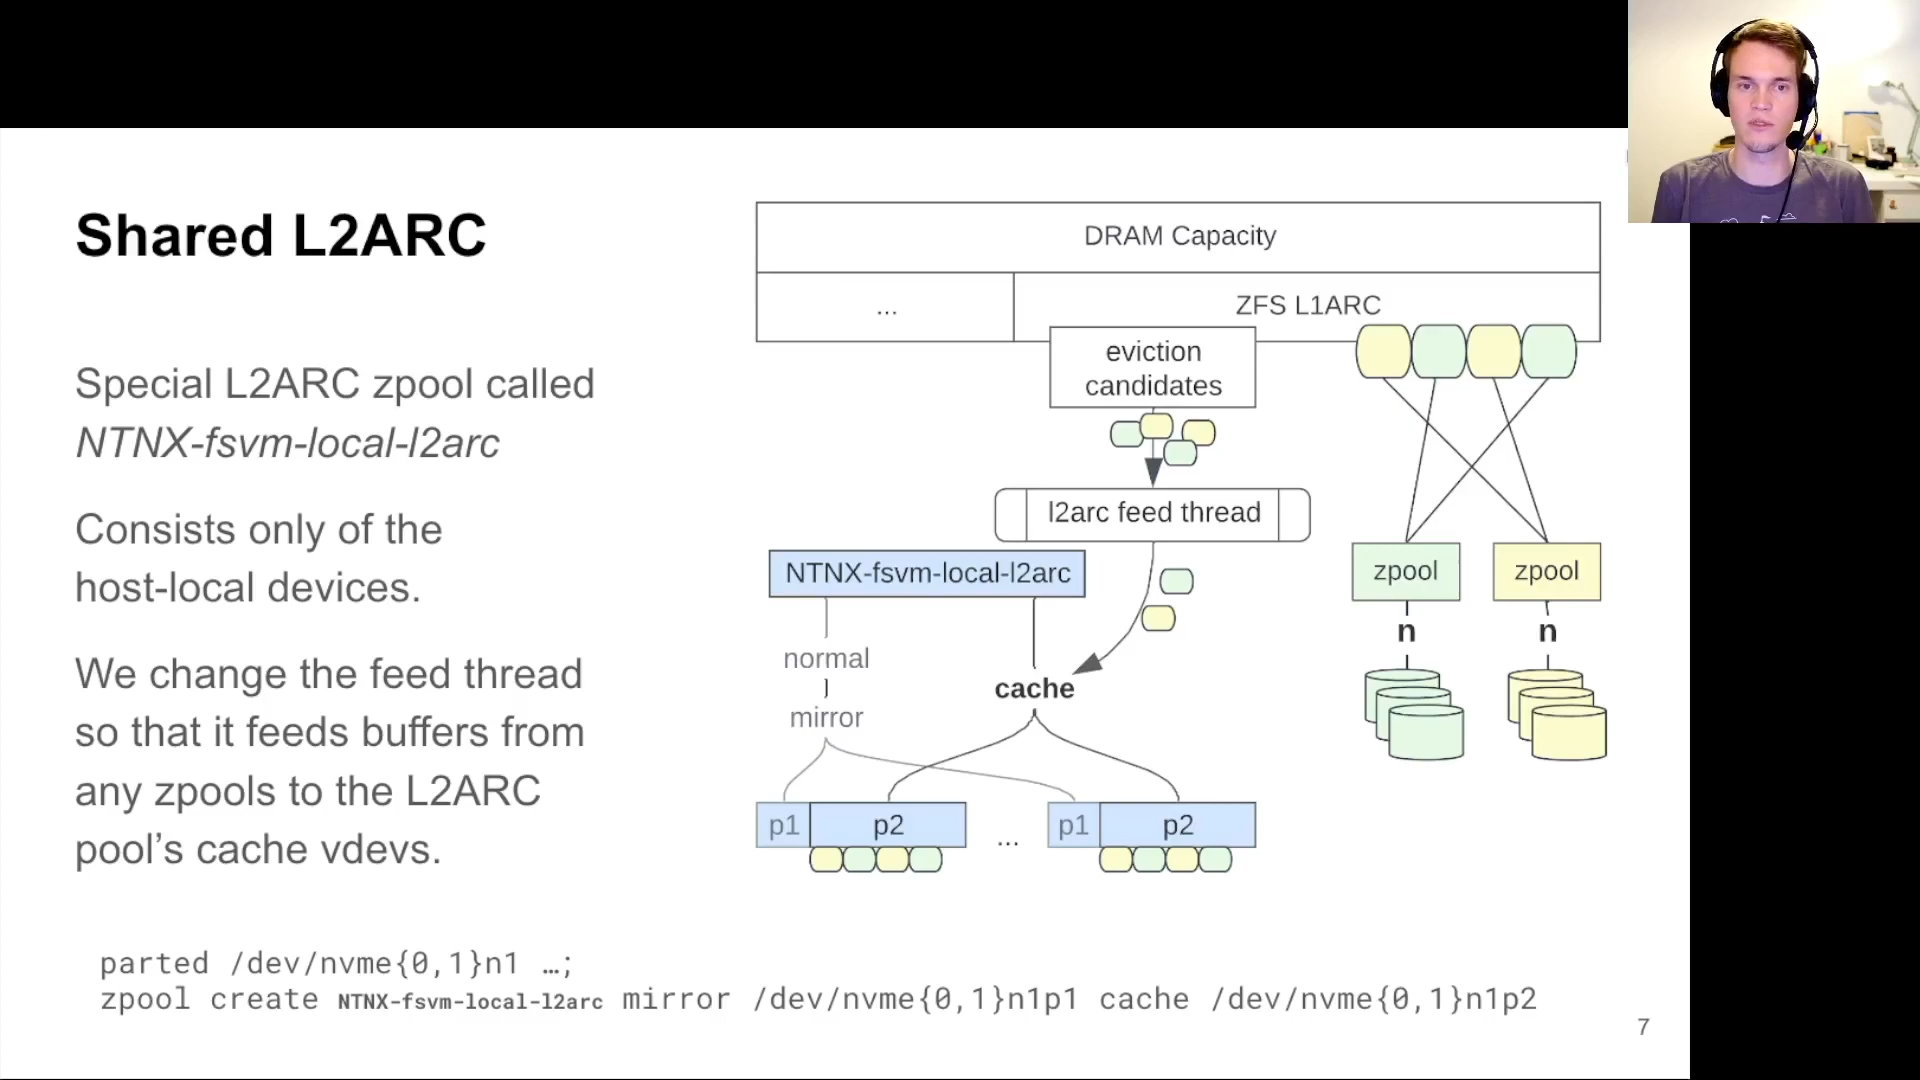 Shared L2ARC
Special L2ARC zpool called
NTNX-fsvm-local-l2arc
Consists only of the
host-local devices.
We change the feed thread
so that it feeds buffers from
any zpools to the L2ARC
pool’s cache vdevs.
DRAM Capacity
...
ZFS L1ARC
eviction
candidates
l2arc feed thread
NTNX-fsvm-local-l2arc
zpool
zpool
n
n
normal
mirror
cache
p1
p2
...
p1
p2
parted /dev/nvme{0,1}n1 …;
zpool create NTNX-fsvm-local-l2arc mirror /dev/nvme{0,1}n1p1 cache /dev/nvme{0,1}n1p2
7